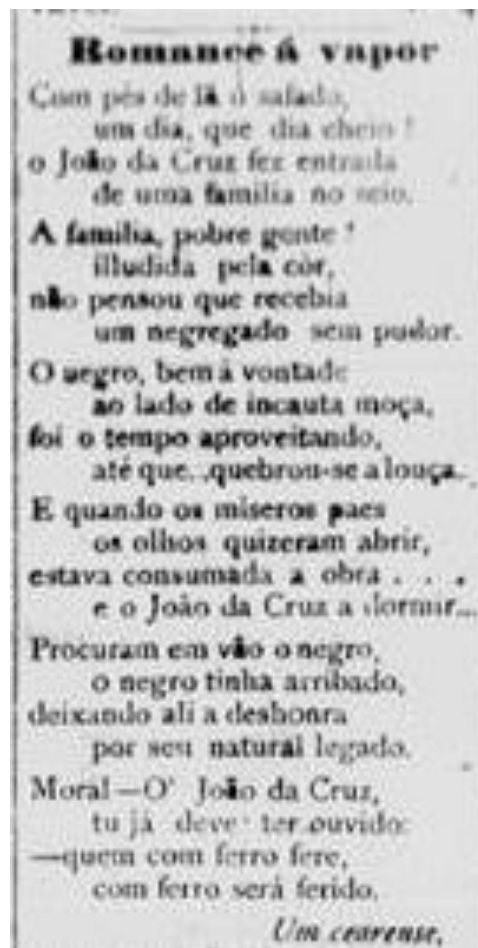 Romance á vapor
Com pés de lã o safado,
um dia, que dia cheio !
o João da Cruz fez entrada
de uma familia no seio.
A familia, pobre gente !
illudida pela côr,
não pensou que recebia
um negregado sem pudor.
O negro, bem á vontade
ao lado de incauta moça,
foi o tempo aproveitando,
até que...quebrou-se a louça.
E quando os miseros paes
os olhos quizeram abrir,
estava consumada a obra . . .
e o João da Cruz a dormir...
Procuram em vão o negro,
o negro tinha arribado,
deixando ali a deshonra
por seu natural legado.
Moral—O' João da Cruz,
tu já deve ter ouvido:
—quem com ferro fere,
com ferro será ferido.
Um cearense.